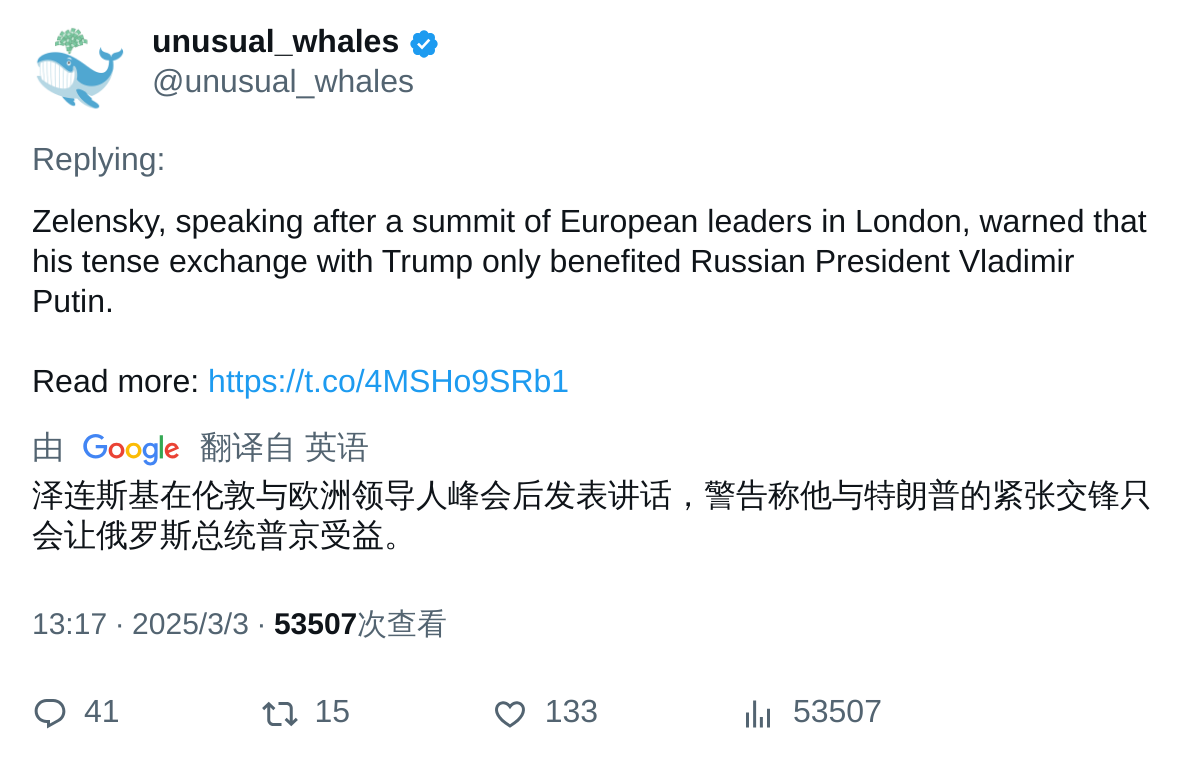 unusual_whales
@unusual_whales
Replying:
Zelensky, speaking after a summit of European leaders in London, warned that
his tense exchange with Trump only benefited Russian President Vladimir
Putin.
Read more: https://t.co/4MSHo9SRb1
由 Google 翻译自 英语
泽连斯基在伦敦与欧洲领导人峰会后发表讲话，警告称他与特朗普的紧张交锋只
会让俄罗斯总统普京受益。
13:17 · 2025/3/3 · 53507次查看
41 15 133 53507